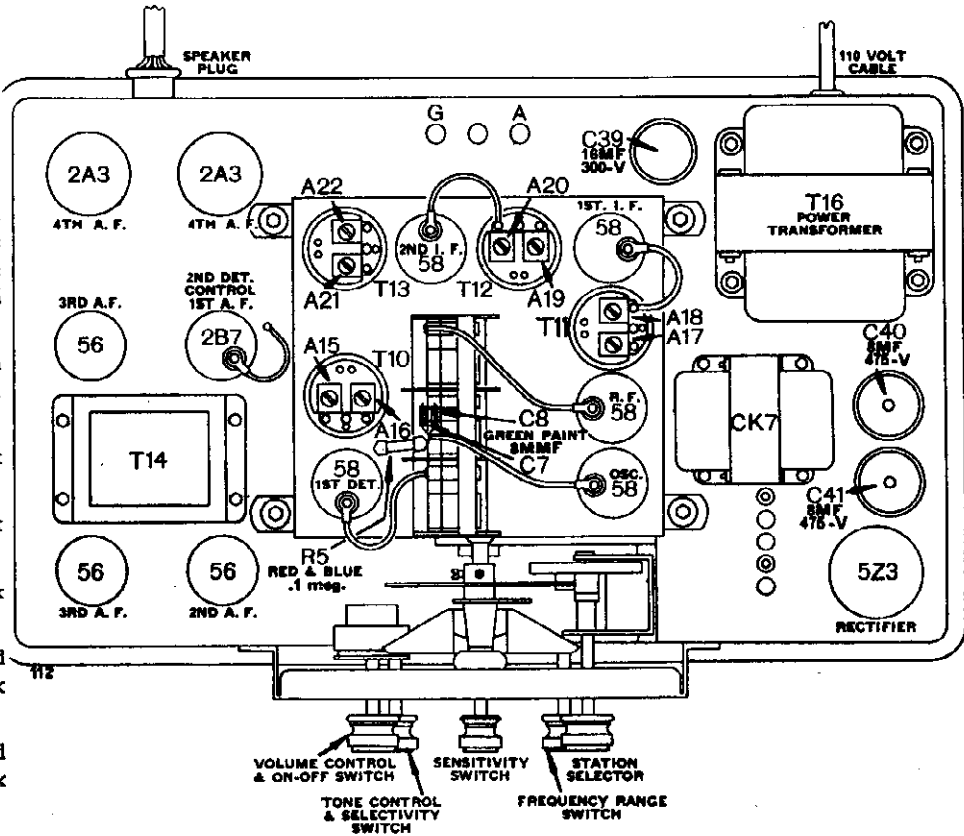 SPEAKER
PLUG
110 VOLT
CABLE
G
A
C39
16MF
300-V
2A3
4TH A. F.
2A3
4TH A. F.
A22
A20
1ST. I. F.
58
T16
POWER
TRANSFORMER
2ND I. F.
58
A21
T13
T12
A19
2ND DET.
CONTROL
1ST A. F.
2B7
3RD A.F.
56
T11
A18
A17
C40
8MF
475-V
A15
T10
A16
R. F.
58
C8
GREEN PAINT
8MMF
C7
CK7
T14
58
1ST DET.
OSC.
58
C41
8MF
475-V
R5
RED & BLUE
.1 meg.
56
3RD A. F.
56
2ND A. F.
5Z3
RECTIFIER
112
VOLUME CONTROL
& ON-OFF SWITCH
SENSITIVITY
SWITCH
STATION
SELECTOR
TONE CONTROL
& SELECTIVITY
SWITCH
FREQUENCY RANGE
SWITCH